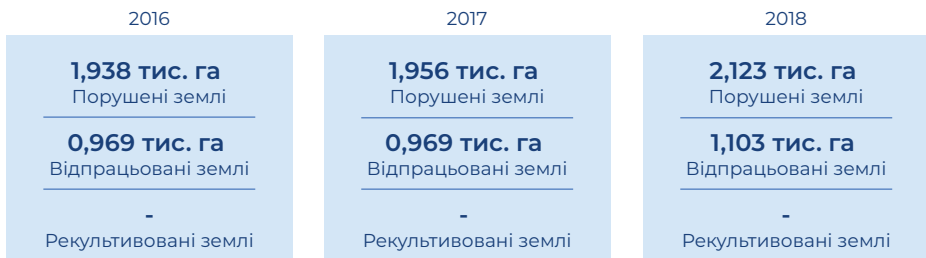 2016
1,938 тис. га
Порушені землі
0,969 тис. га
Відпрацьовані землі
-
Рекультивовані землі
2017
1,956 тис. га
Порушені землі
0,969 тис. га
Відпрацьовані землі
-
Рекультивовані землі
2018
2,123 тис. га
Порушені землі
1,103 тис. га
Відпрацьовані землі
-
Рекультивовані землі